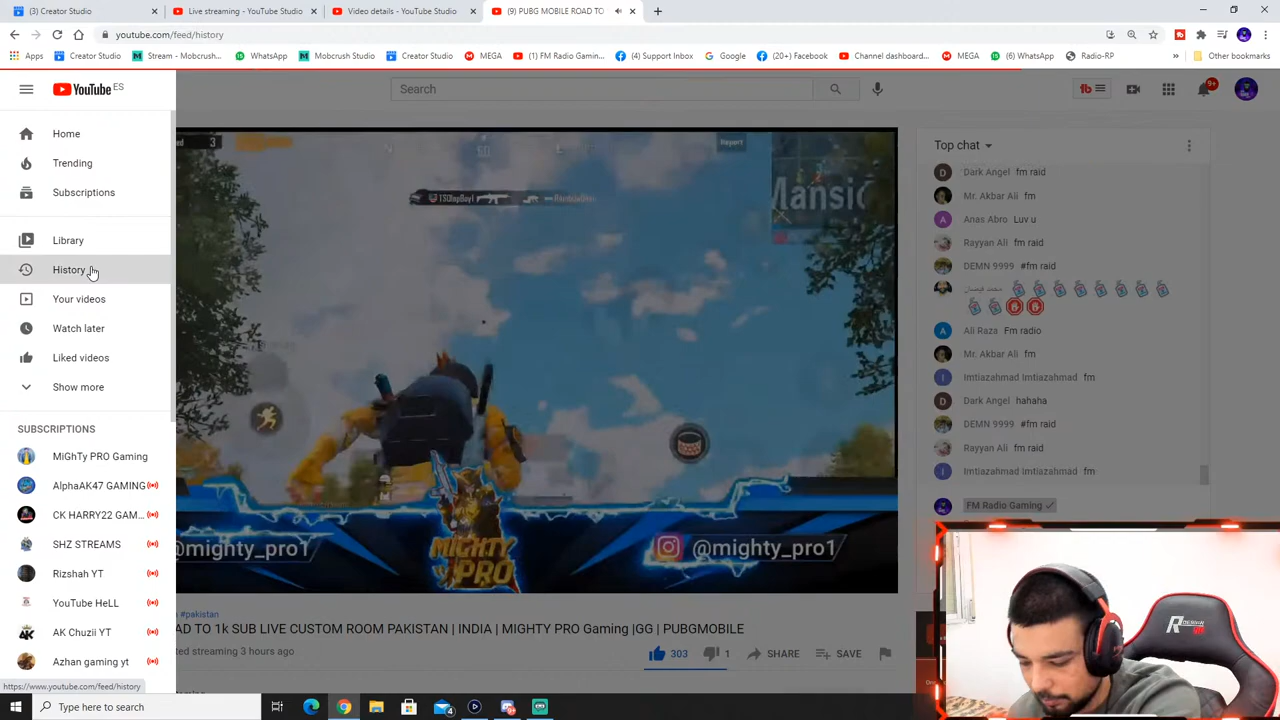 (3) Creator Studio
Live streaming - YouTube Studio
Video details - YouTube Studio
(9) PUBG MOBILE ROAD TO
youtube.com/feed/history
Apps
Creator Studio
Stream - Mobcrush
WhatsApp
Mobcrush Studio
Creator Studio
MEGA
(1) FM Radio Gamin...
(4) Support Inbox
Google
(20+) Facebook
Channel dashboard...
MEGA
(6) WhatsApp
Radio-RP
Other bookmarks
YouTube ES
Search
9+
Home
Trending
Subscriptions
Library
History
Your videos
Watch later
Liked videos
Show more
SUBSCRIPTIONS
MiGhTy PRO Gaming
AlphaAK47 GAMING
CK HARRY22 GAM...
SHZ STREAMS
Rizshah YT
YouTube HeLL
AK Chuzii YT
Azhan gaming yt
https://www.youtube.com/feed/history
3
Report
Mansic
@mighty_pro1
MIGHTY
PRO
@mighty_pro1
#pakistan
AD TO 1k SUB LIVE CUSTOM ROOM PAKISTAN | INDIA | MIGHTY PRO Gaming |GG | PUBGMOBILE
ted streaming 3 hours ago
303
1
SHARE
SAVE
Top chat
Dark Angel fm raid
Mr. Akbar Ali fm
Anas Abro Luv u
Rayyan Ali fm raid
DEMN 9999 #fm raid
محمد فيضال
Ali Raza Fm radio
Mr. Akbar Ali fm
Imtiazahmad Imtiazahmad fm
Dark Angel hahaha
DEMN 9999 #fm raid
Rayyan Ali fm raid
Imtiazahmad Imtiazahmad fm
FM Radio Gaming
Type here to search
4